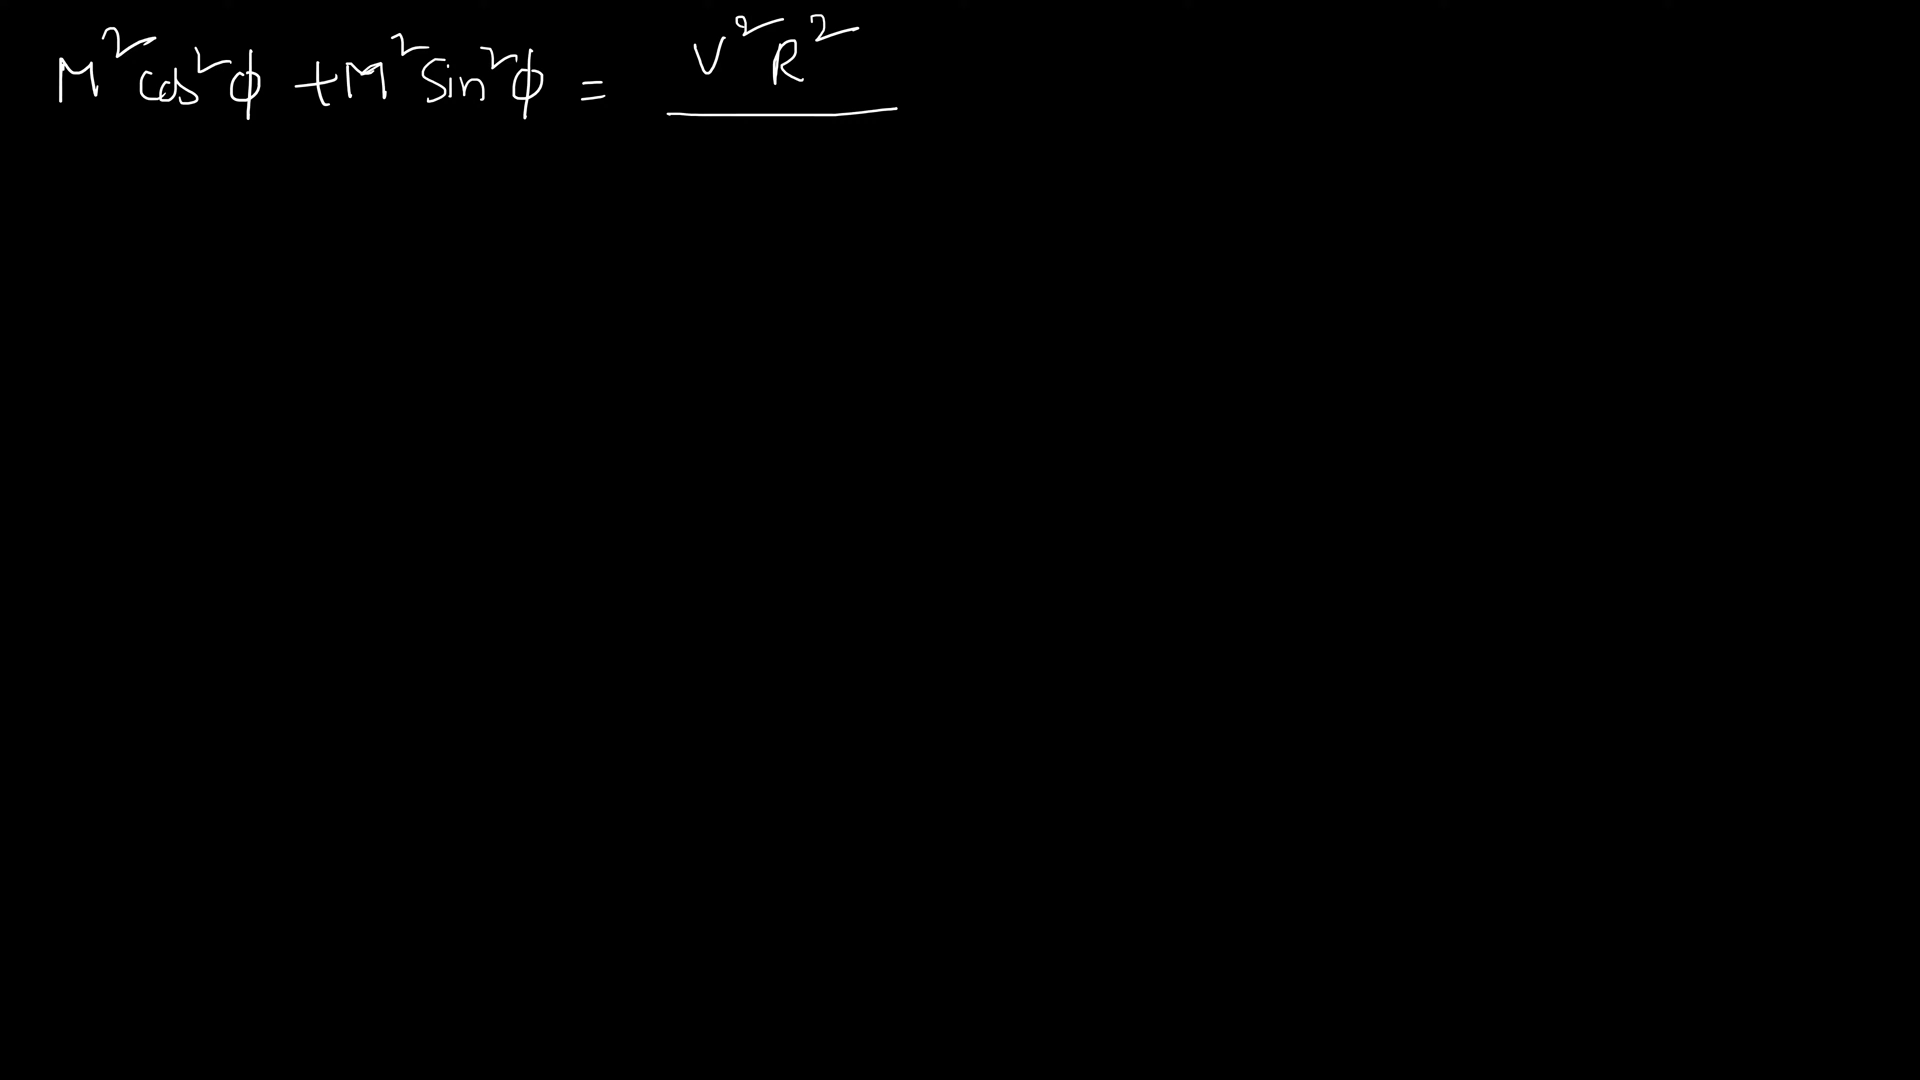 M²cos²ϕ + M²Sin²ϕ = V²R²